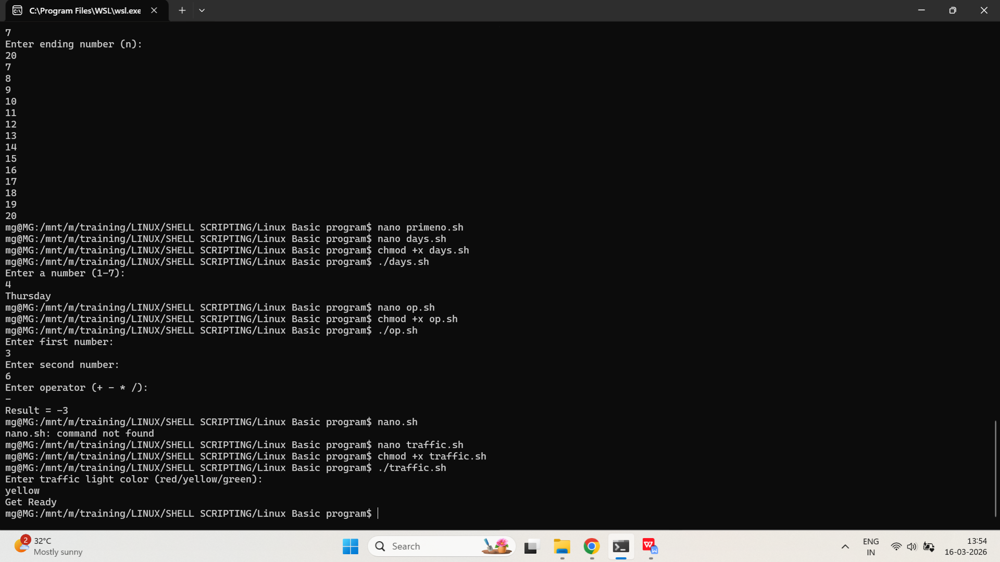 C:\Program Files\WSL\wsl.exe
7
Enter ending number (n):
20
7
8
9
10
11
12
13
14
15
16
17
18
19
20
mg@MG:/mnt/m/training/LINUX/SHELL SCRIPTING/Linux Basic program$ nano primeno.sh
mg@MG:/mnt/m/training/LINUX/SHELL SCRIPTING/Linux Basic program$ nano days.sh
mg@MG:/mnt/m/training/LINUX/SHELL SCRIPTING/Linux Basic program$ chmod +x days.sh
mg@MG:/mnt/m/training/LINUX/SHELL SCRIPTING/Linux Basic program$ ./days.sh
Enter a number (1-7):
4
Thursday
mg@MG:/mnt/m/training/LINUX/SHELL SCRIPTING/Linux Basic program$ nano op.sh
mg@MG:/mnt/m/training/LINUX/SHELL SCRIPTING/Linux Basic program$ chmod +x op.sh
mg@MG:/mnt/m/training/LINUX/SHELL SCRIPTING/Linux Basic program$ ./op.sh
Enter first number:
3
Enter second number:
6
Enter operator (+ - * /):
-
Result = -3
mg@MG:/mnt/m/training/LINUX/SHELL SCRIPTING/Linux Basic program$ nano.sh
nano.sh: command not found
mg@MG:/mnt/m/training/LINUX/SHELL SCRIPTING/Linux Basic program$ nano traffic.sh
mg@MG:/mnt/m/training/LINUX/SHELL SCRIPTING/Linux Basic program$ chmod +x traffic.sh
mg@MG:/mnt/m/training/LINUX/SHELL SCRIPTING/Linux Basic program$ ./traffic.sh
Enter traffic light color (red/yellow/green):
yellow
Get Ready
mg@MG:/mnt/m/training/LINUX/SHELL SCRIPTING/Linux Basic program$
2
32°C
Mostly sunny
Search
ENG
IN
13:54
16-03-2026